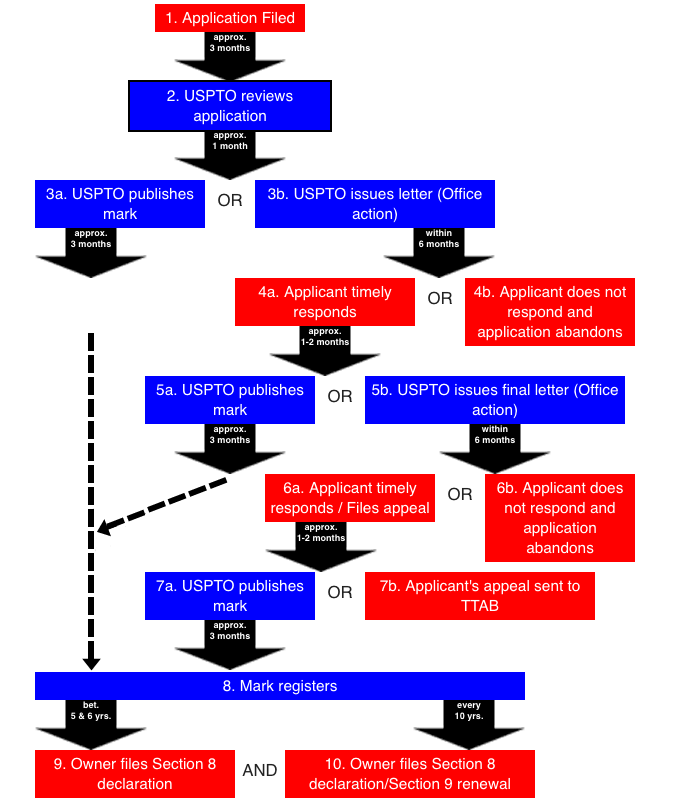 1. Application Filed
approx.
3 months
2. USPTO reviews
application
approx.
1 month
3a. USPTO publishes
mark
OR
3b. USPTO issues letter (Office
action)
approx.
3 months
within
6 months
4a. Applicant timely
responds
OR
4b. Applicant does not
respond and
application abandons
approx.
1-2 months
5a. USPTO publishes
mark
OR
5b. USPTO issues final letter (Office
action)
approx.
3 months
within
6 months
6a. Applicant timely
responds / Files appeal
OR
6b. Applicant does
not respond and
application
abandons
approx.
1-2 months
7a. USPTO publishes
mark
OR
7b. Applicant's appeal sent to
TTAB
approx.
3 months
8. Mark registers
bet.
5 & 6 yrs.
every
10 yrs.
9. Owner files Section 8
declaration
AND
10. Owner files Section 8
declaration/Section 9 renewal